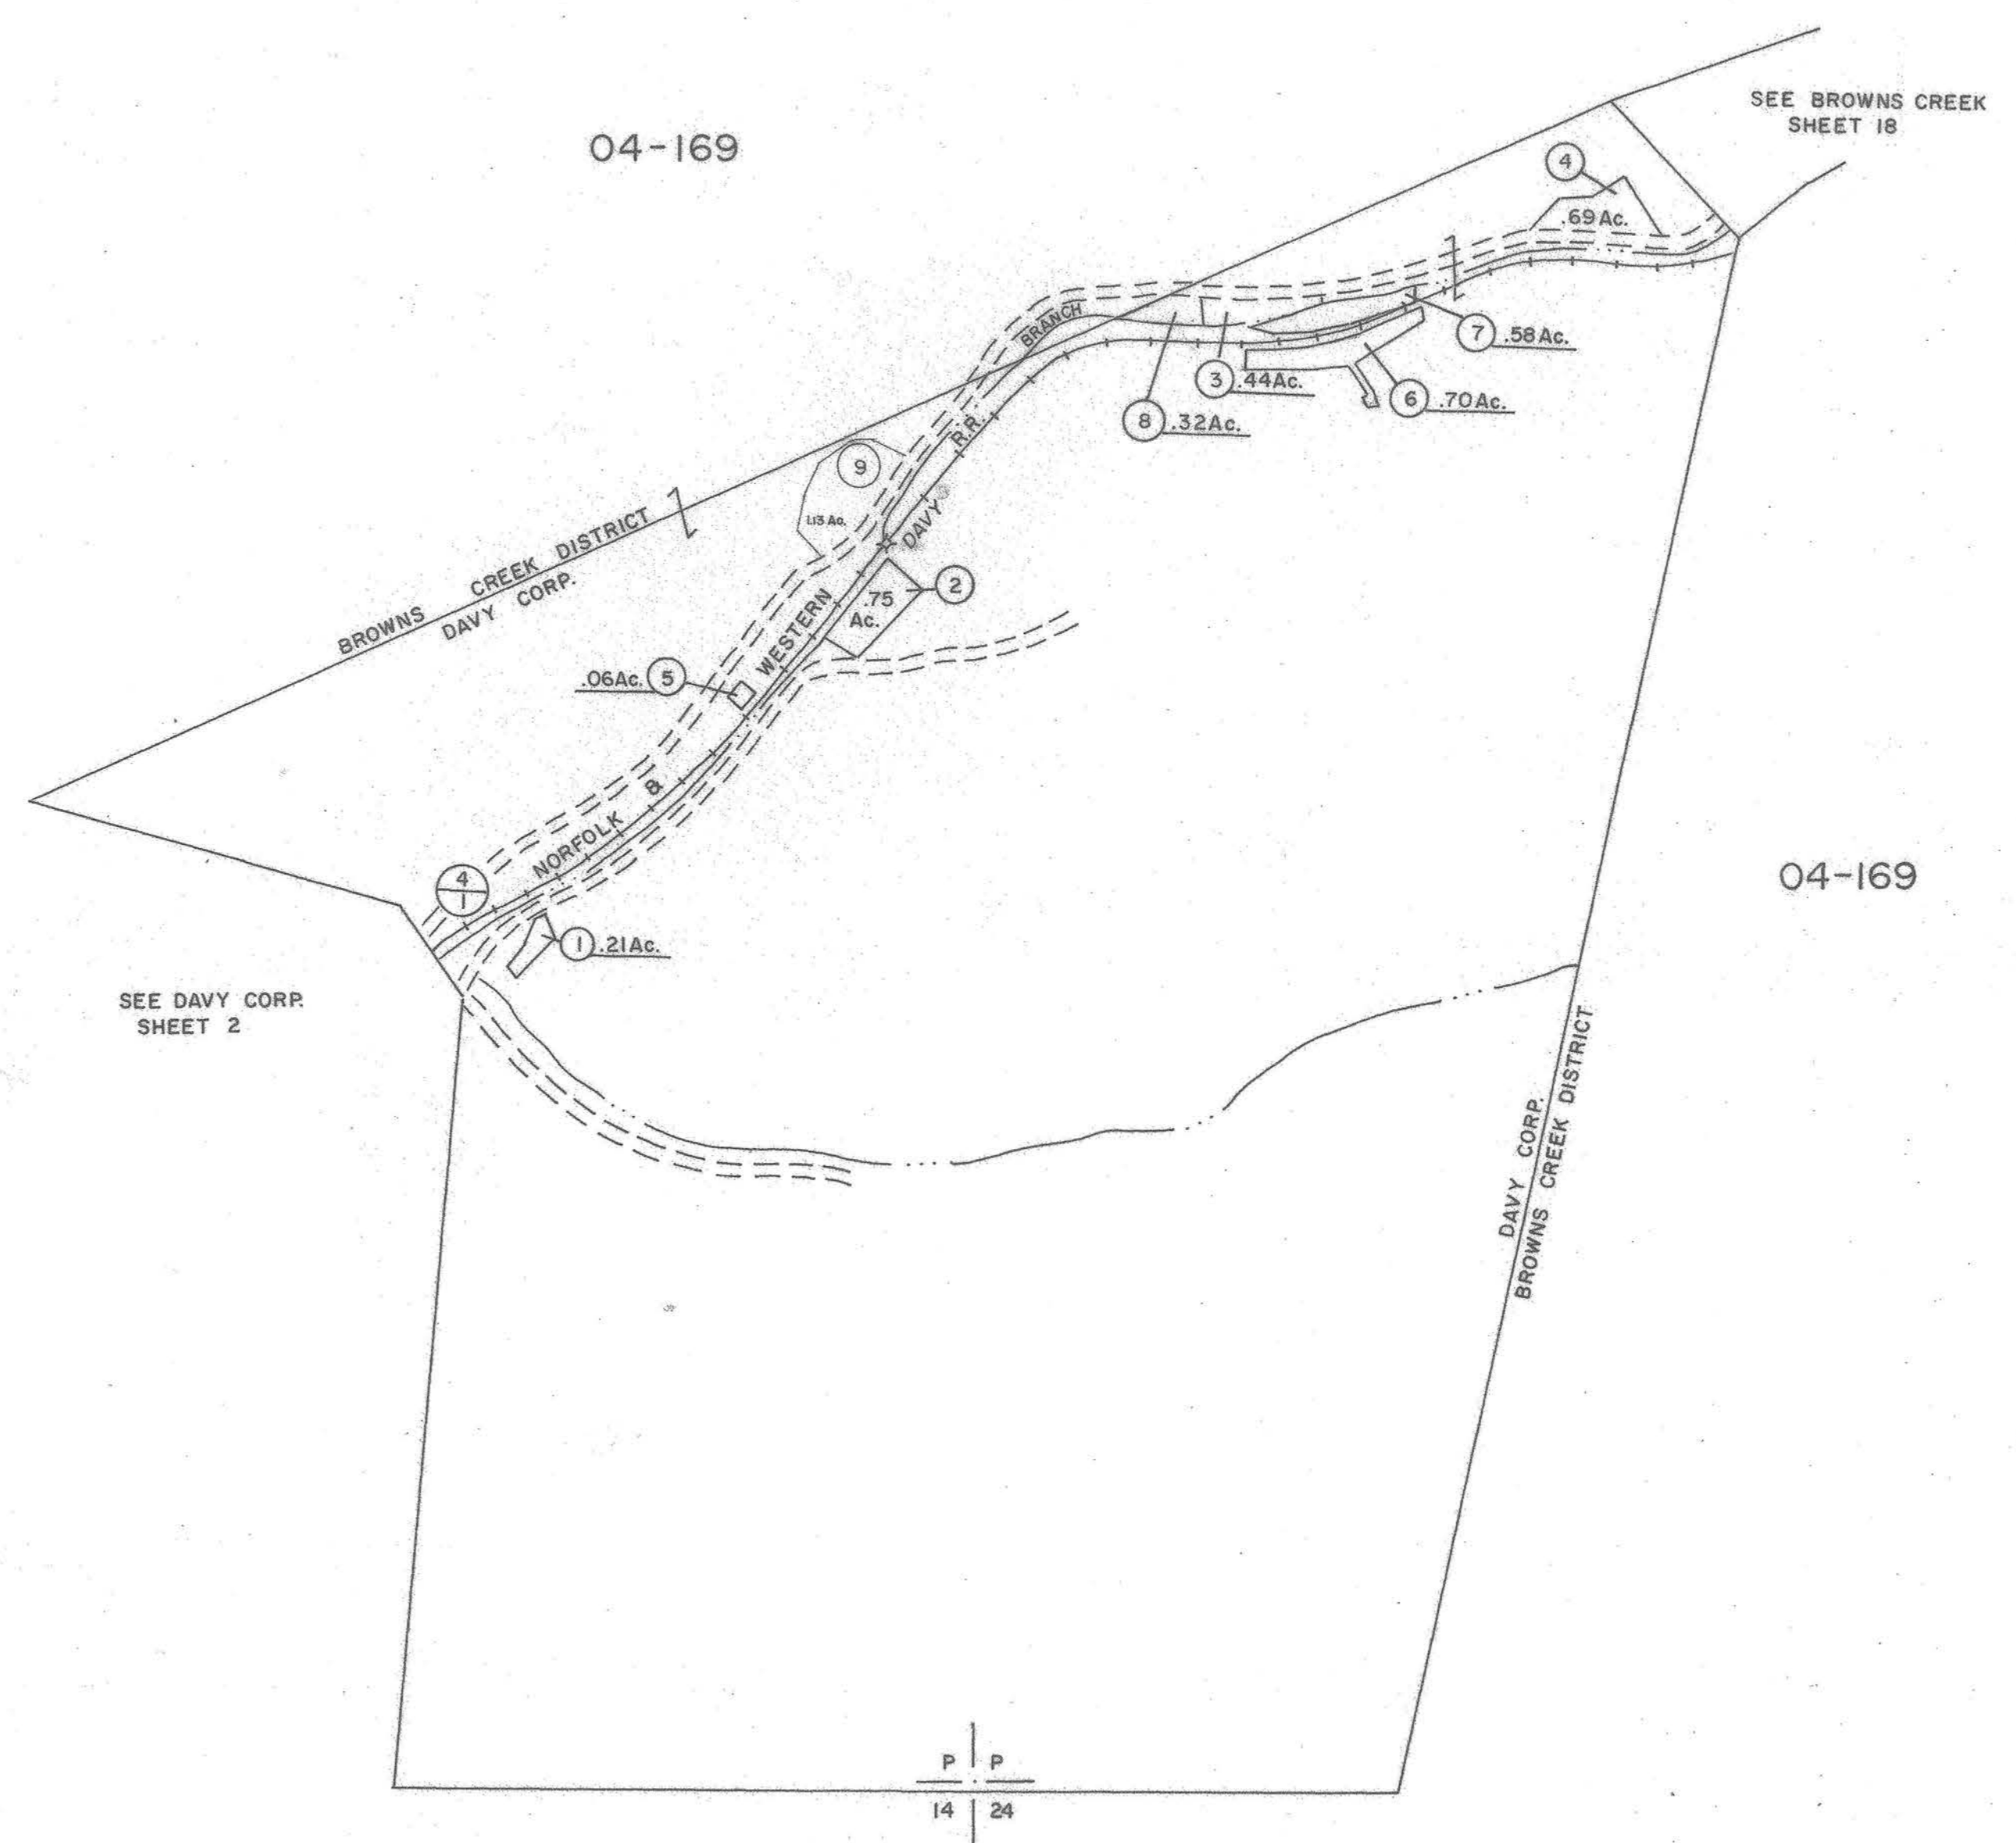 04-169
SEE BROWNS CREEK
SHEET 18
4
.69 Ac.
BRANCH
7 .58 Ac.
3 .44 Ac.
6 .70 Ac.
8 .32 Ac.
R.R.
9
1.13 Ac.
DAVY
BROWNS CREEK DISTRICT
DAVY CORP.
2
.75
Ac.
WESTERN
.06 Ac. 5
&
NORFOLK
4
1
1 .21 Ac.
04-169
SEE DAVY CORP.
SHEET 2
DAVY CORP.
BROWNS CREEK DISTRICT
P P
14 24